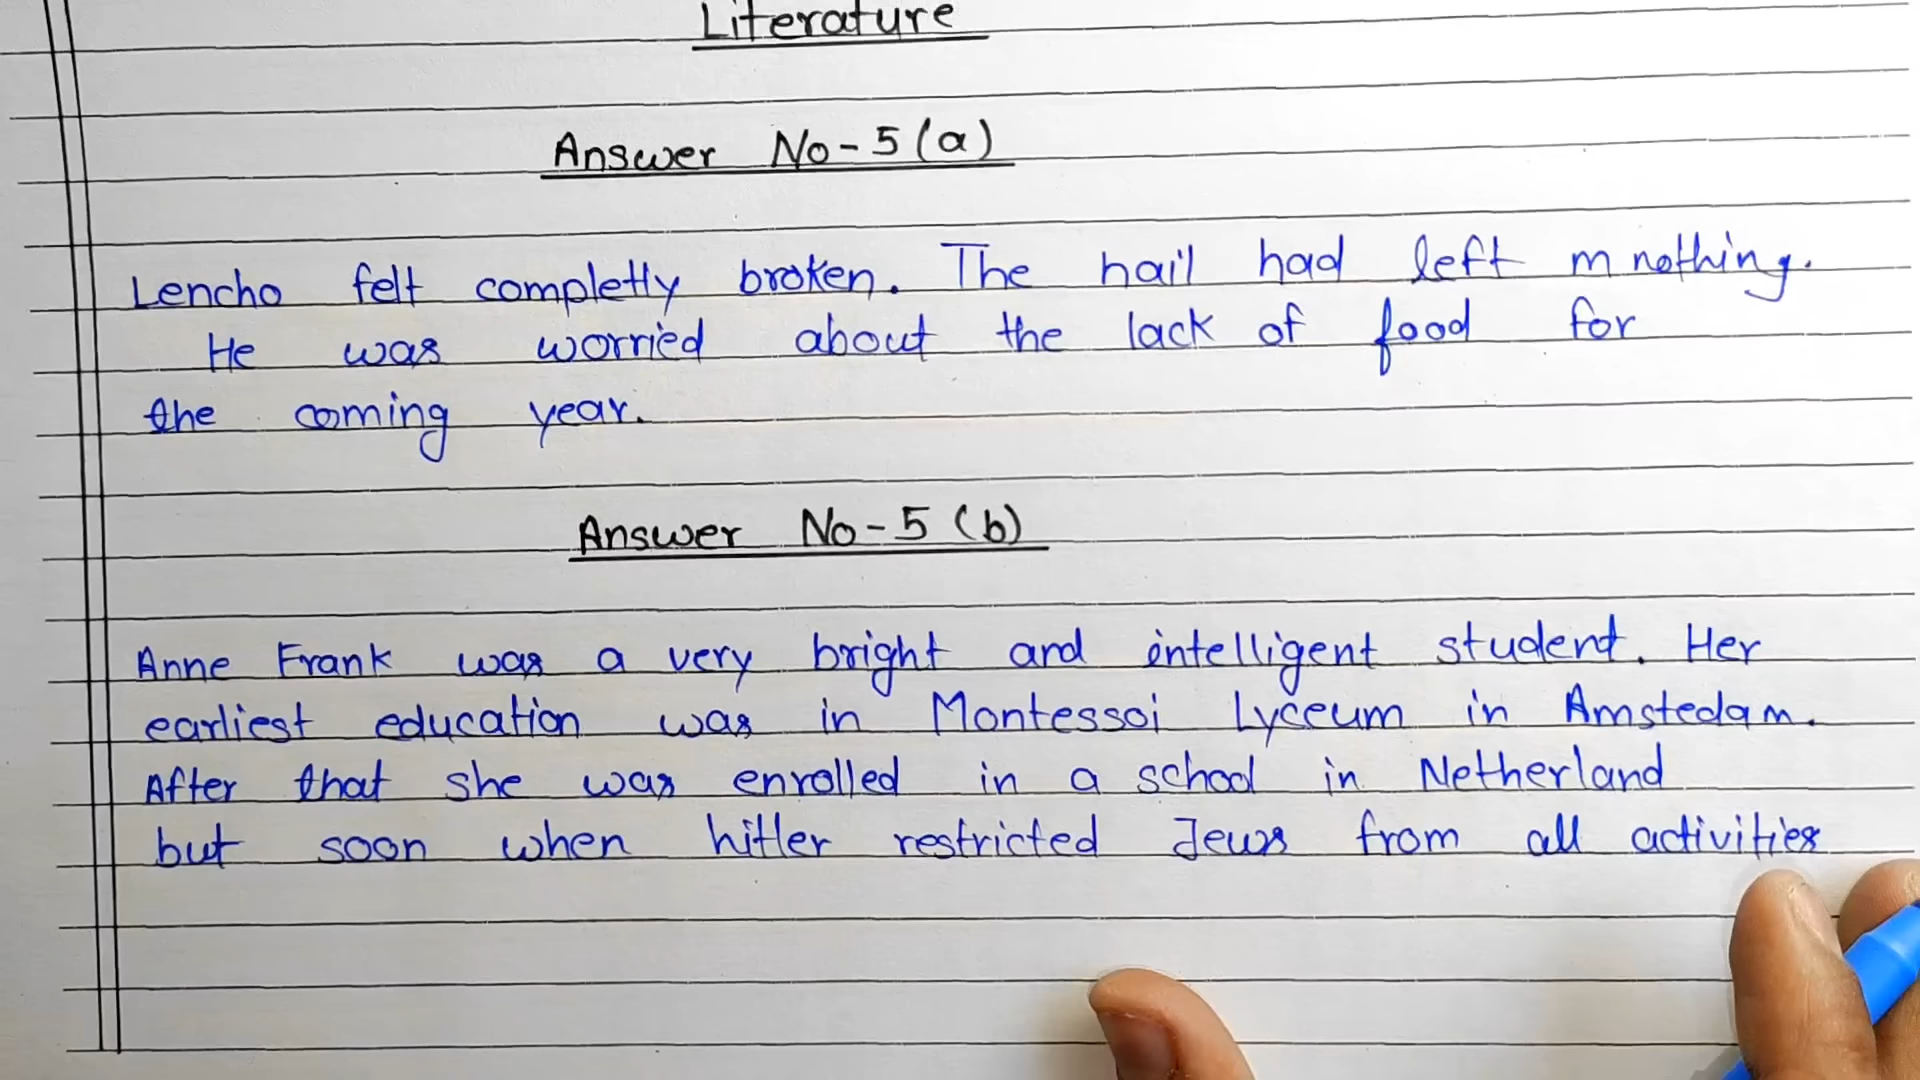 Literature
Answer No-5(a)
Lencho felt completly broken. The hail had left m nothing.
He was worried about the lack of food for
the coming year.
Answer No-5 (b)
Anne Frank was a very bright and intelligent student. Her
earliest education was in Montessoi Lyceum in Amstedam.
After that she was enrolled in a school in Netherland
but soon when hitler restricted Jews from all activities